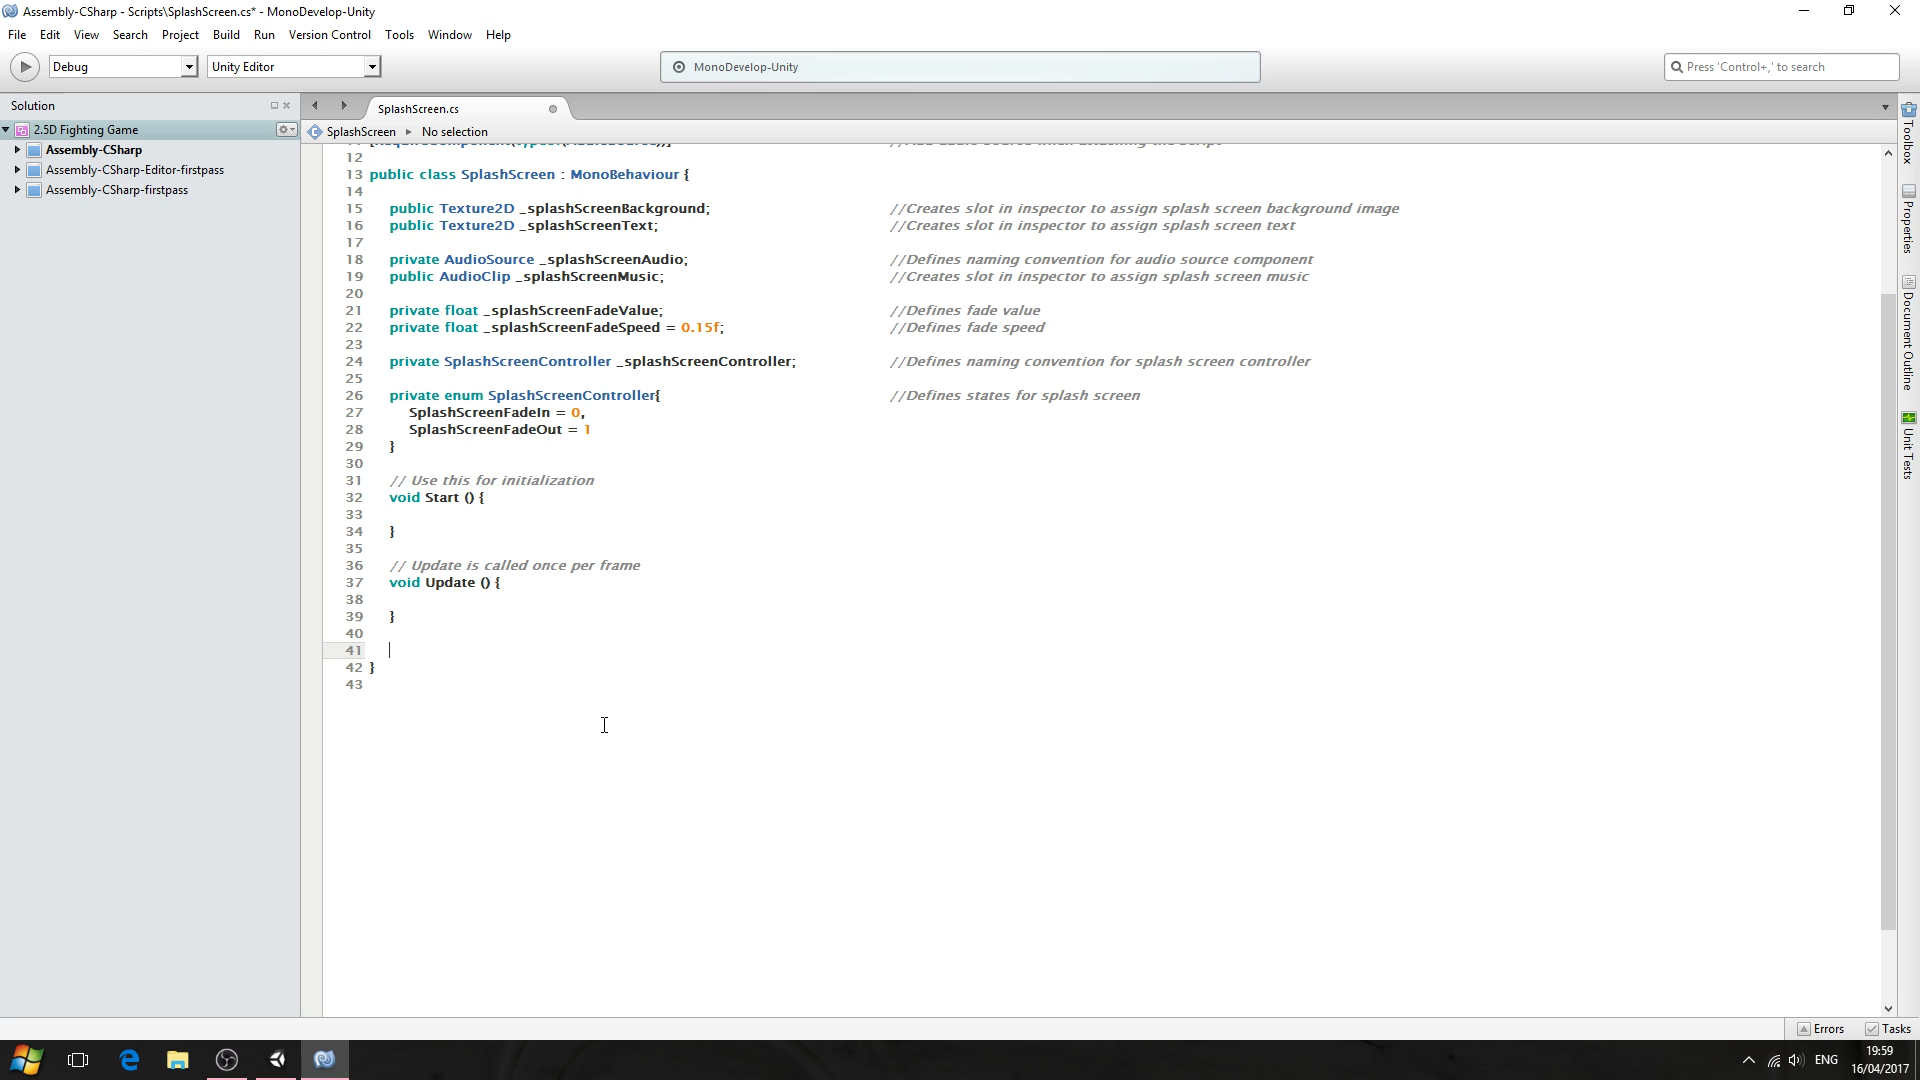 Assembly-CSharp - Scripts\SplashScreen.cs* - MonoDevelop-Unity
File Edit View Search Project Build Run Version Control Tools Window Help
Debug Unity Editor MonoDevelop-Unity Press 'Control+,' to search
Solution
2.5D Fighting Game
Assembly-CSharp
Assembly-CSharp-Editor-firstpass
Assembly-CSharp-firstpass
SplashScreen.cs
SplashScreen No selection
12
13 public class SplashScreen : MonoBehaviour {
14
15 public Texture2D _splashScreenBackground; //Creates slot in inspector to assign splash screen background image
16 public Texture2D _splashScreenText; //Creates slot in inspector to assign splash screen text
17
18 private AudioSource _splashScreenAudio; //Defines naming convention for audio source component
19 public AudioClip _splashScreenMusic; //Creates slot in inspector to assign splash screen music
20
21 private float _splashScreenFadeValue; //Defines fade value
22 private float _splashScreenFadeSpeed = 0.15f; //Defines fade speed
23
24 private SplashScreenController _splashScreenController; //Defines naming convention for splash screen controller
25
26 private enum SplashScreenController{ //Defines states for splash screen
27 SplashScreenFadeIn = 0,
28 SplashScreenFadeOut = 1
29 }
30
31 // Use this for initialization
32 void Start () {
33
34 }
35
36 // Update is called once per frame
37 void Update () {
38
39 }
40
41
42 }
43
Toolbox
Properties
Document Outline
Unit Tests
Errors Tasks
ENG
19:59
16/04/2017